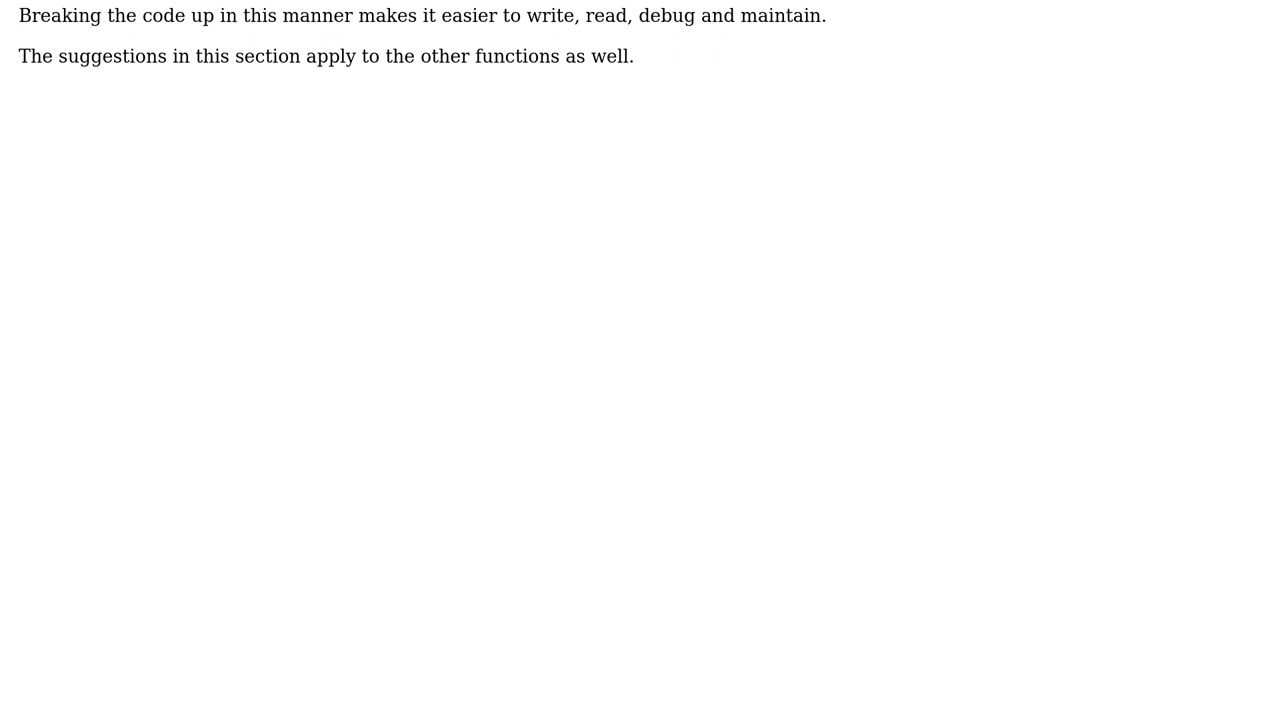 Breaking the code up in this manner makes it easier to write, read, debug and maintain.
The suggestions in this section apply to the other functions as well.